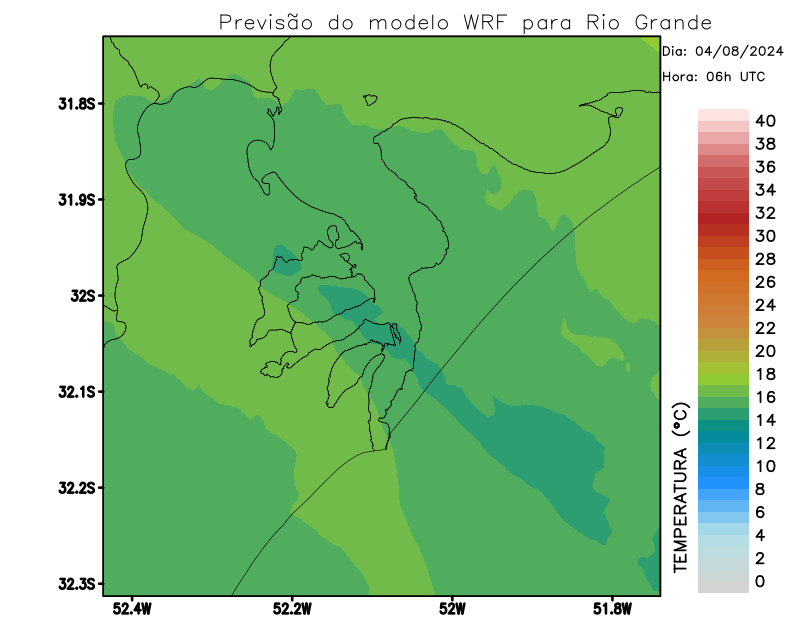 Previsão do modelo WRF para Rio Grande
Dia: 04/08/2024
Hora: 06h UTC
31.8S
31.9S
32S
32.1S
32.2S
32.3S
52.4W
52.2W
52W
51.8W
40
38
36
34
32
30
28
26
24
22
20
18
16
14
12
10
8
6
4
2
0
TEMPERATURA (°C)